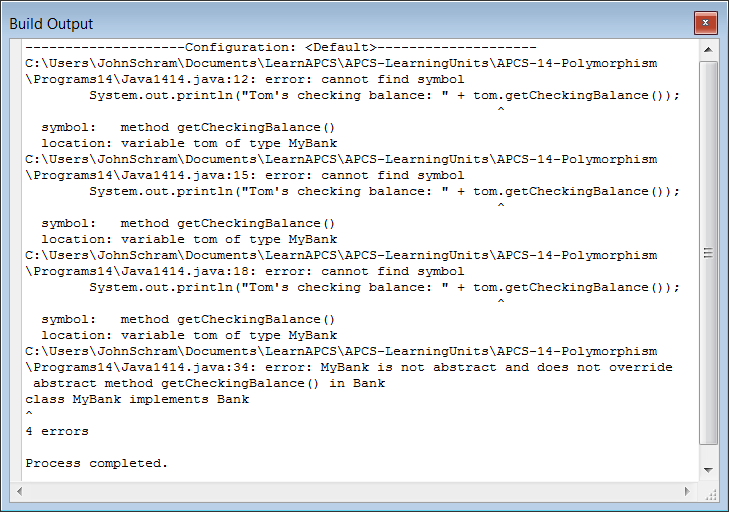 Build Output
--------------------Configuration: <Default>--------------------
C:\Users\JohnSchram\Documents\LearnAPCS\APCS-LearningUnits\APCS-14-Polymorphism
\Programs14\Java1414.java:12: error: cannot find symbol
        System.out.println("Tom's checking balance: " + tom.getCheckingBalance());
                                                           ^
  symbol:   method getCheckingBalance()
  location: variable tom of type MyBank
C:\Users\JohnSchram\Documents\LearnAPCS\APCS-LearningUnits\APCS-14-Polymorphism
\Programs14\Java1414.java:15: error: cannot find symbol
        System.out.println("Tom's checking balance: " + tom.getCheckingBalance());
                                                           ^
  symbol:   method getCheckingBalance()
  location: variable tom of type MyBank
C:\Users\JohnSchram\Documents\LearnAPCS\APCS-LearningUnits\APCS-14-Polymorphism
\Programs14\Java1414.java:18: error: cannot find symbol
        System.out.println("Tom's checking balance: " + tom.getCheckingBalance());
                                                           ^
  symbol:   method getCheckingBalance()
  location: variable tom of type MyBank
C:\Users\JohnSchram\Documents\LearnAPCS\APCS-LearningUnits\APCS-14-Polymorphism
\Programs14\Java1414.java:34: error: MyBank is not abstract and does not override
 abstract method getCheckingBalance() in Bank
class MyBank implements Bank
^
4 errors

Process completed.